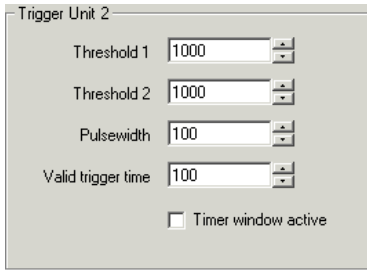 Trigger Unit 2
Threshold 1 1000
Threshold 2 1000
Pulsewidth 100
Valid trigger time 100
Timer window active